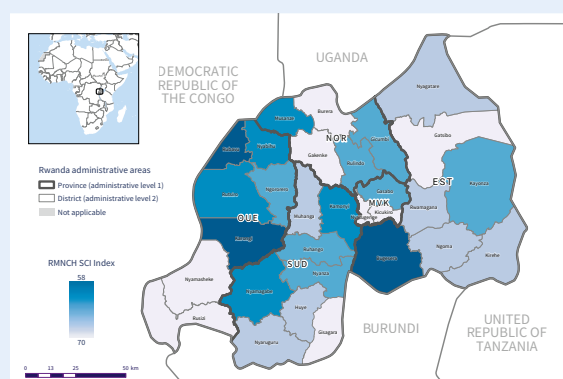 UGANDA
DEMOCRATIC
REPUBLIC OF
THE CONGO
Nyagatare
Burera
Musanze
NOR
Gicumbi
Gatsibo
Rubavu
Nyabihu
Gakenke
Rulindo
Rwanda administrative areas
Province (administrative level 1)
District (administrative level 2)
Not applicable
EST
Kayonza
Rutsiro
Ngororero
Gasabo
MVK
Kamonyi
Nyarugenge
Kicukiro
Rwamagana
Muhanga
OUE
Karongi
Ruhango
Bugesera
Ngoma
Kirehe
SUD
RMNCH SCI Index
58
70
Nyamasheke
Nyamagabe
Nyanza
Huye
Rusizi
Gisagara
Nyaruguru
BURUNDI
UNITED
REPUBLIC OF
TANZANIA
0 13 25 50 km